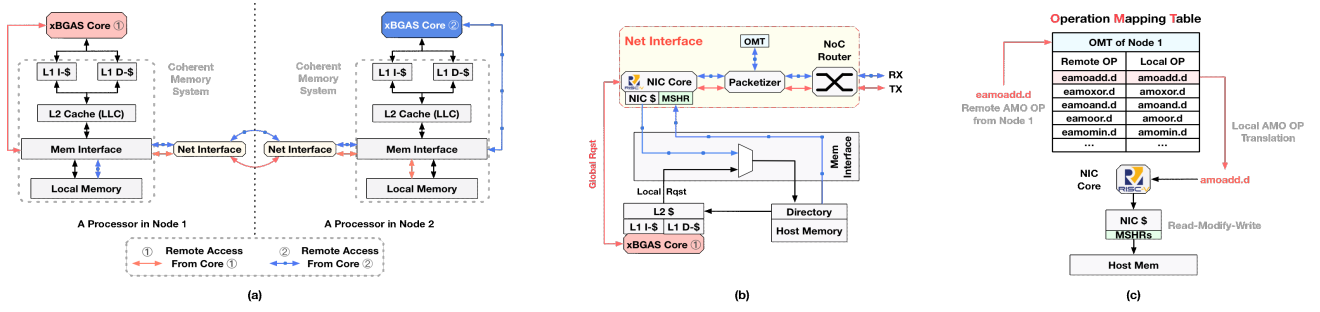 xBGAS Core ①
L1 I-$
L1 D-$
Coherent
Memory
System
L2 Cache (LLC)
Mem Interface
Net Interface
Local Memory
A Processor in Node 1
xBGAS Core ②
Coherent
Memory
System
L1 I-$
L1 D-$
L2 Cache (LLC)
Net Interface
Mem Interface
Local Memory
A Processor in Node 2
① Remote Access
From Core ①
② Remote Access
From Core ②
(a)
Net Interface
OMT
NoC
Router
RISC-V
NIC Core
Packetizer
RX
TX
NIC $
MSHR
Global Rqst
Mem
Interface
Local Rqst
L2 $
L1 I-$
L1 D-$
xBGAS Core ①
Directory
Host Memory
(b)
Operation Mapping Table
OMT of Node 1
Remote OP
Local OP
eamoadd.d
amoadd.d
eamoxor.d
amoxor.d
eamoand.d
amoand.d
eamoor.d
amoor.d
eamomin.d
amomin.d
...
...
eamoadd.d
Remote AMO OP
from Node 1
Local AMO OP
Translation
NIC
Core
RISC-V
amoadd.d
NIC $
MSHRs
Read-Modify-Write
Host Mem
(c)